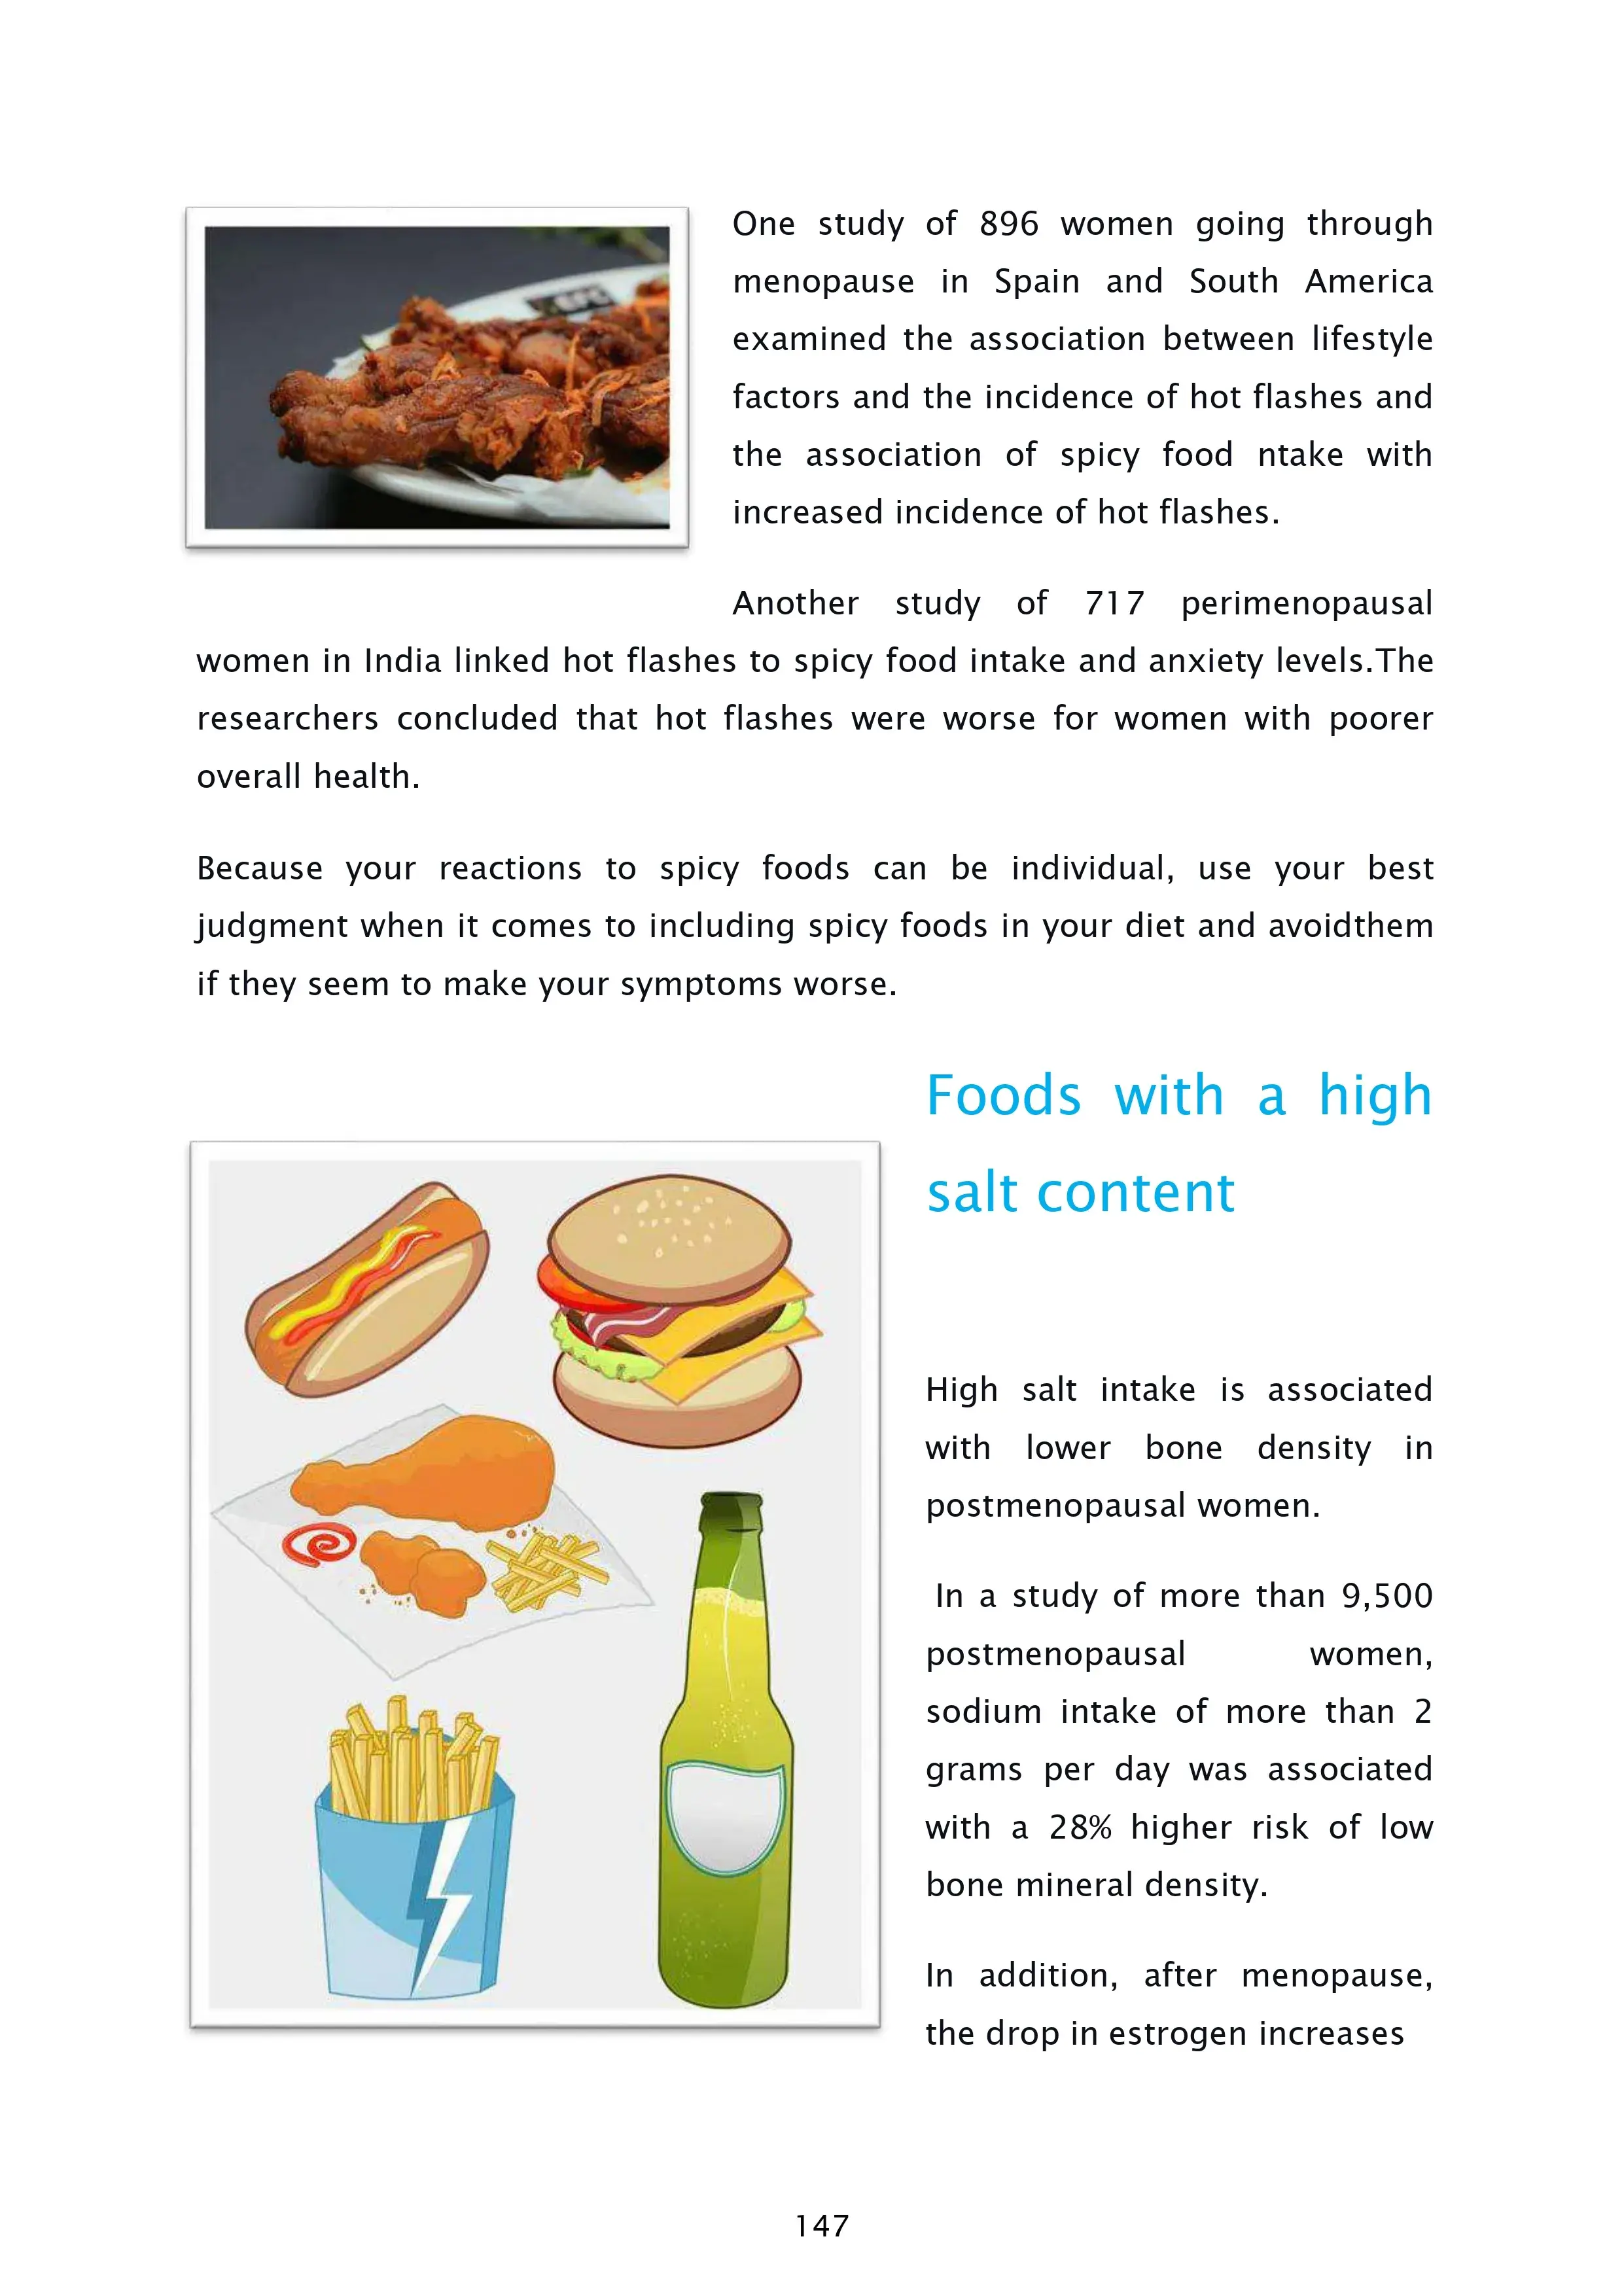 One study of 896 women going through
menopause in Spain and South America
examined the association between lifestyle
factors and the incidence of hot flashes and
the association of spicy food ntake with
increased incidence of hot flashes.
Another study of 717 perimenopausal
women in India linked hot flashes to spicy food intake and anxiety levels.The
researchers concluded that hot flashes were worse for women with poorer
overall health.
Because your reactions to spicy foods can be individual, use your best
judgment when it comes to including spicy foods in your diet and avoidthem
if they seem to make your symptoms worse.
Foods with a high
salt content
High salt intake is associated
with lower bone density in
postmenopausal women.
In a study of more than 9,500
postmenopausal women,
sodium intake of more than 2
grams per day was associated
with a 28% higher risk of low
bone mineral density.
In addition, after menopause,
the drop in estrogen increases
147